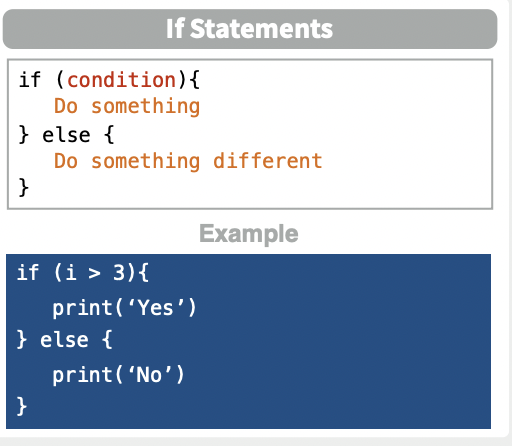 If Statements
if (condition){
   Do something
} else {
   Do something different
}
Example
if (i > 3){
   print(‘Yes’)
} else {
   print(‘No’)
}